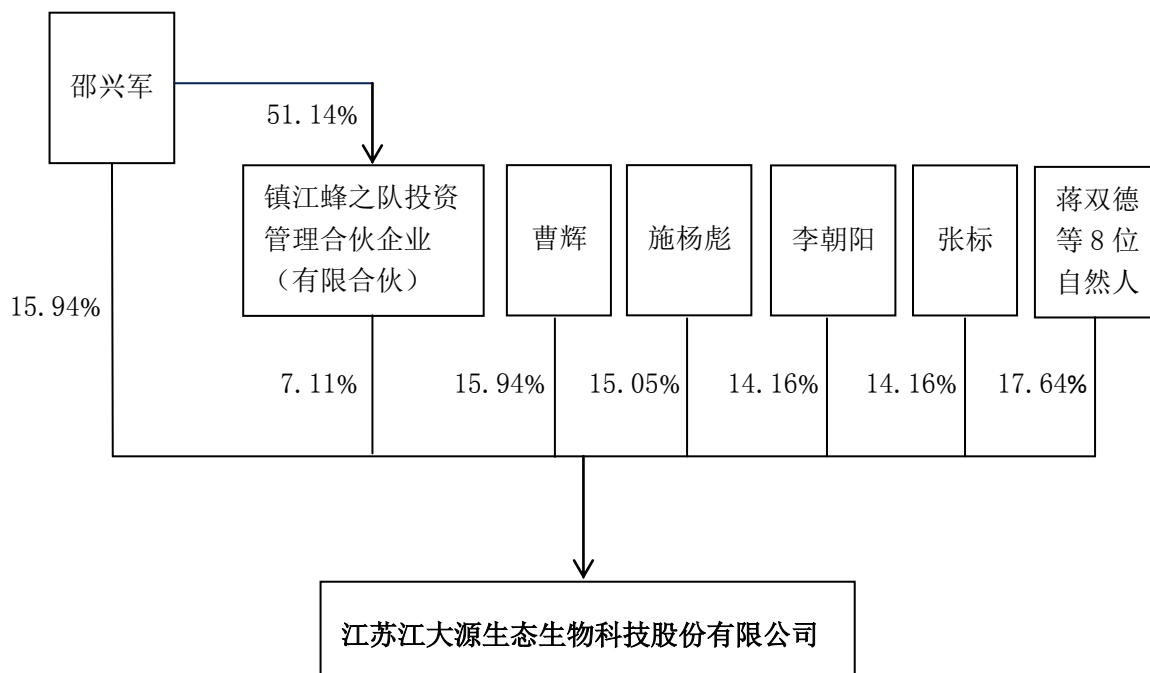 邵兴军
51.14%
镇江蜂之队投资
管理合伙企业
（有限合伙）
曹辉
施杨彪
李朝阳
张标
蒋双德
等 8 位
自然人
15.94%
7.11%
15.94%
15.05%
14.16%
14.16%
17.64%
江苏江大源生态生物科技股份有限公司